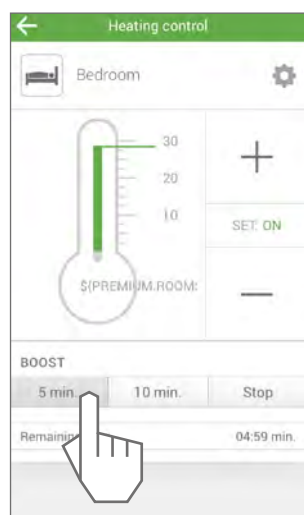 Heating control
Bedroom
30
20
10
SET: ON
$(PREMIUM.ROOM:
BOOST
5 min.
10 min.
Stop
04:59 min.